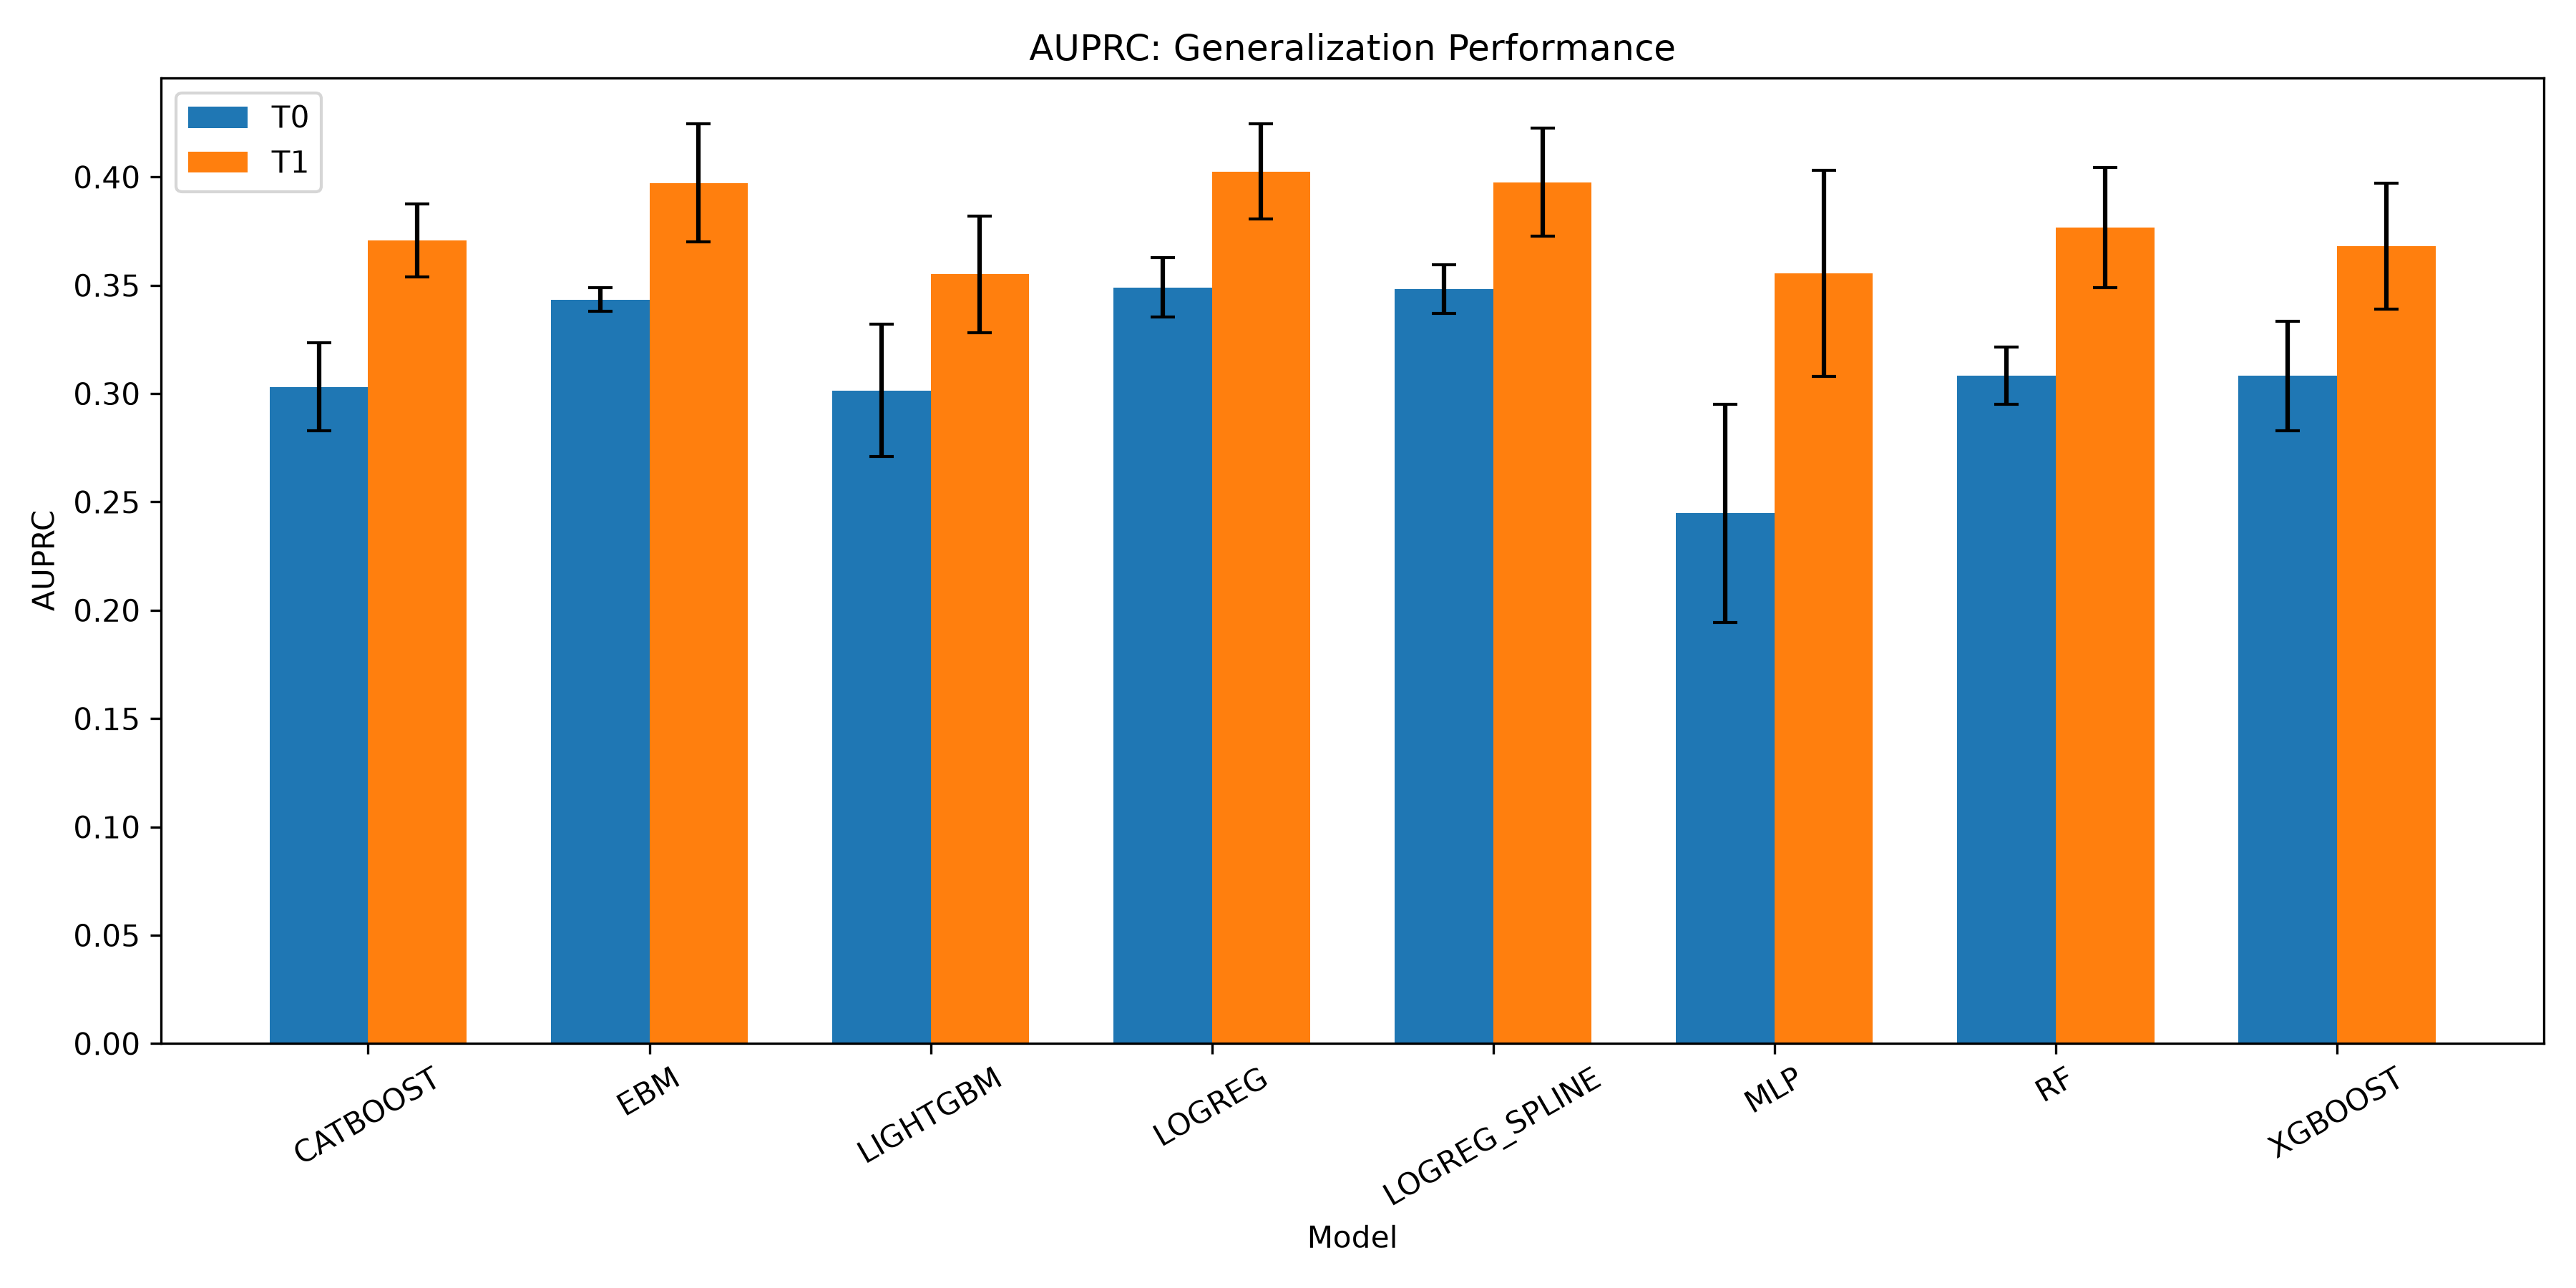 AUPRC: Generalization Performance
T0
T1
AUPRC
0.40
0.35
0.30
0.25
0.20
0.15
0.10
0.05
0.00
CATBOOST
EBM
LIGHTGBM
LOGREG
LOGREG_SPLINE
MLP
RF
XGBOOST
Model